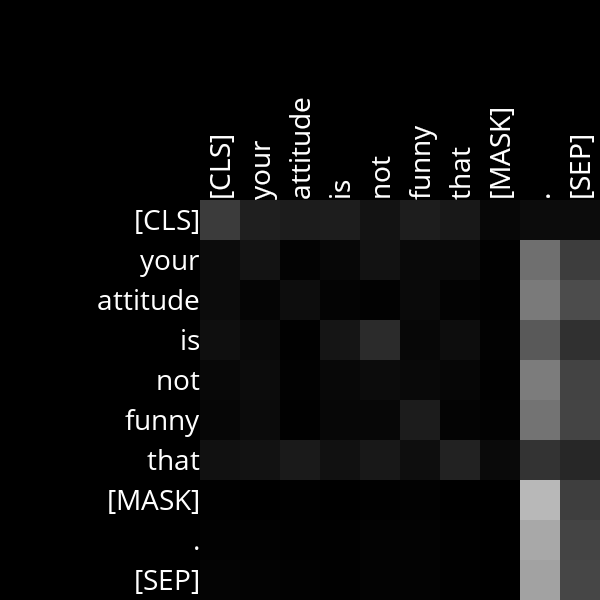 [CLS] your attitude is not funny that [MASK] . [SEP]
[CLS]
your
attitude
is
not
funny
that
[MASK]
.
[SEP]